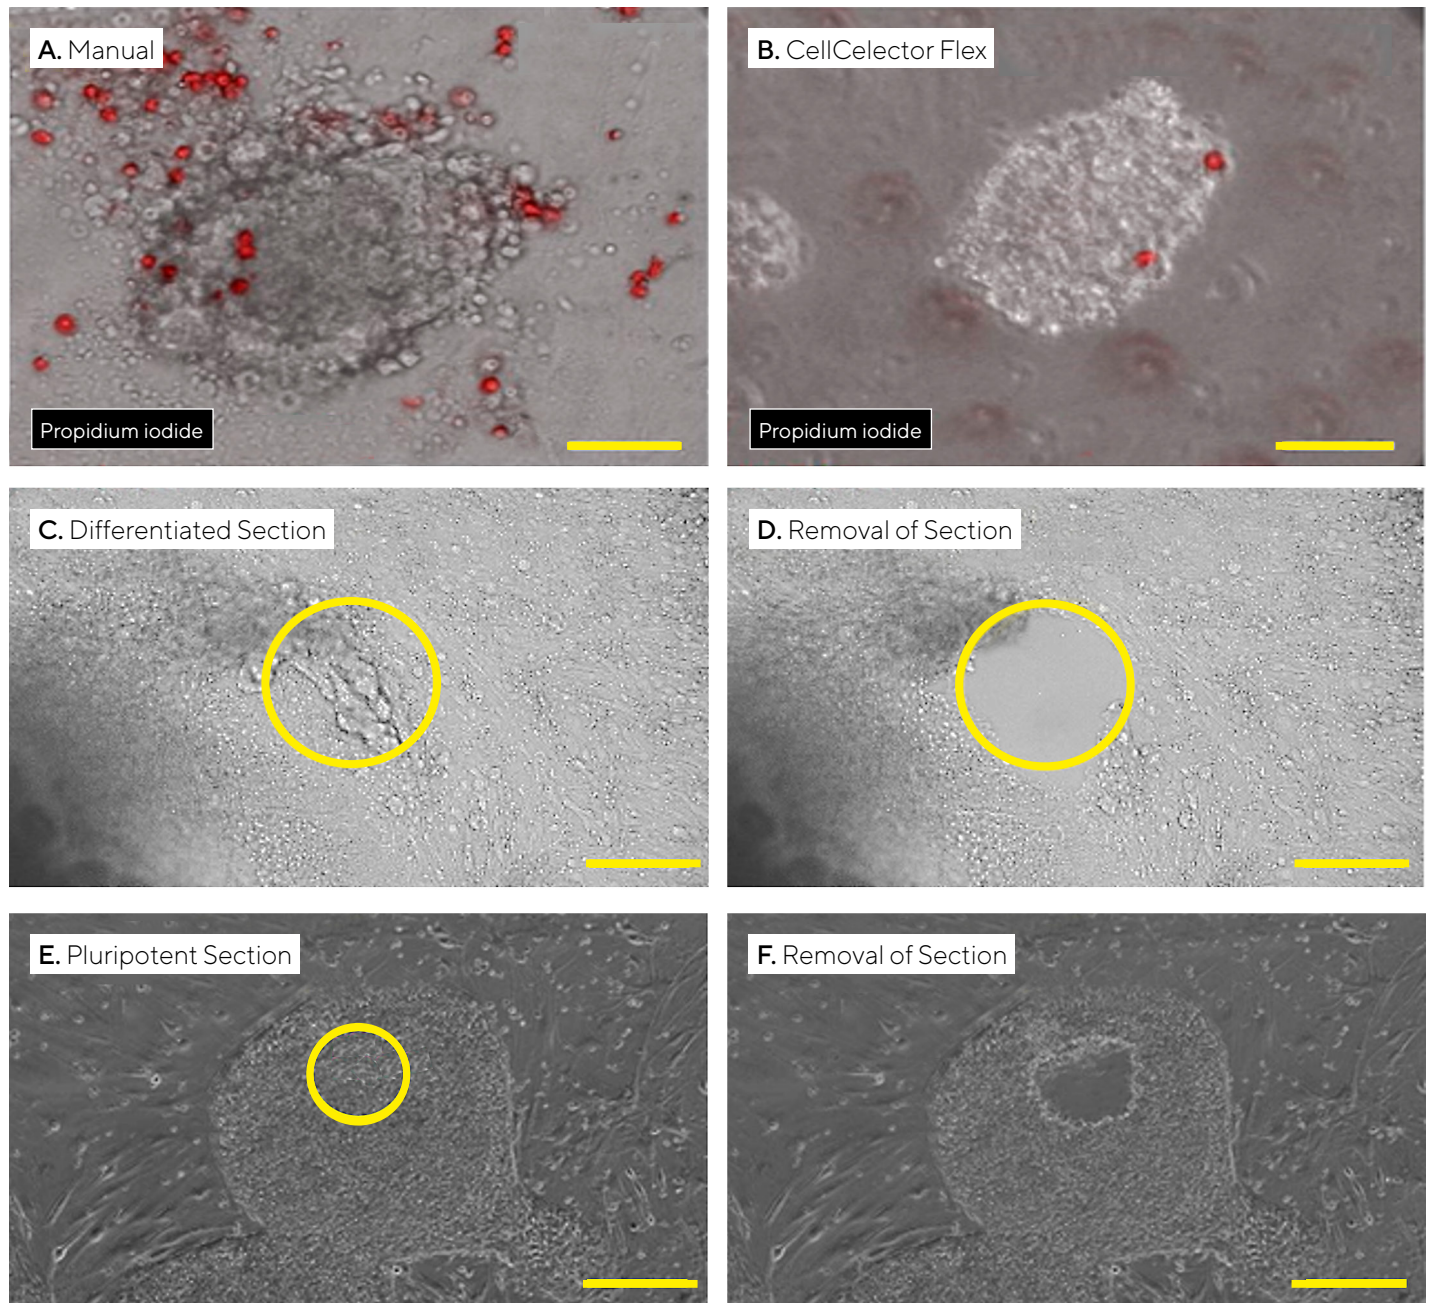 A. Manual
B. CellCelector Flex
Propidium iodide
Propidium iodide
C. Differentiated Section
D. Removal of Section
E. Pluripotent Section
F. Removal of Section